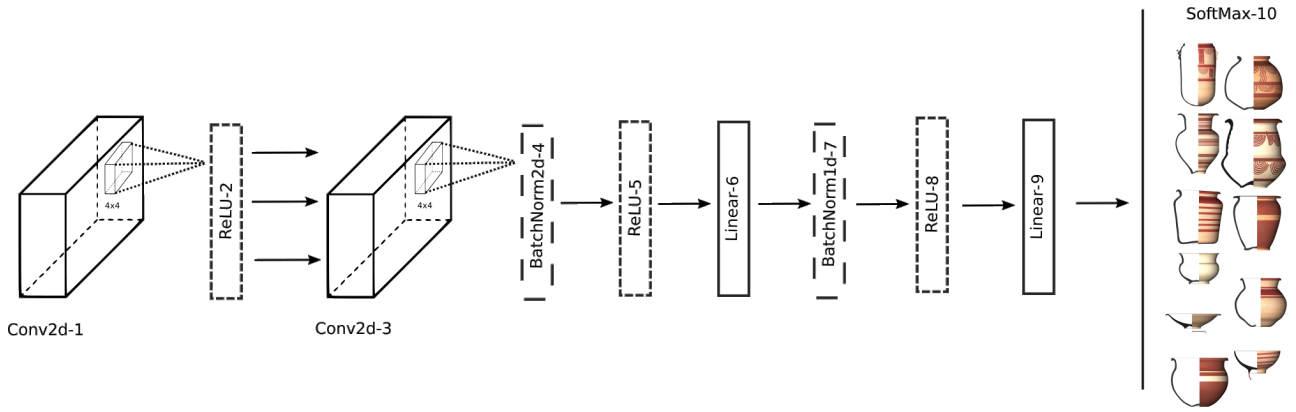 SoftMax-10
4x4
4x4
ReLU-2
BatchNorm2d-4
ReLU-5
Linear-6
BatchNorm1d-7
ReLU-8
Linear-9
Conv2d-1
Conv2d-3